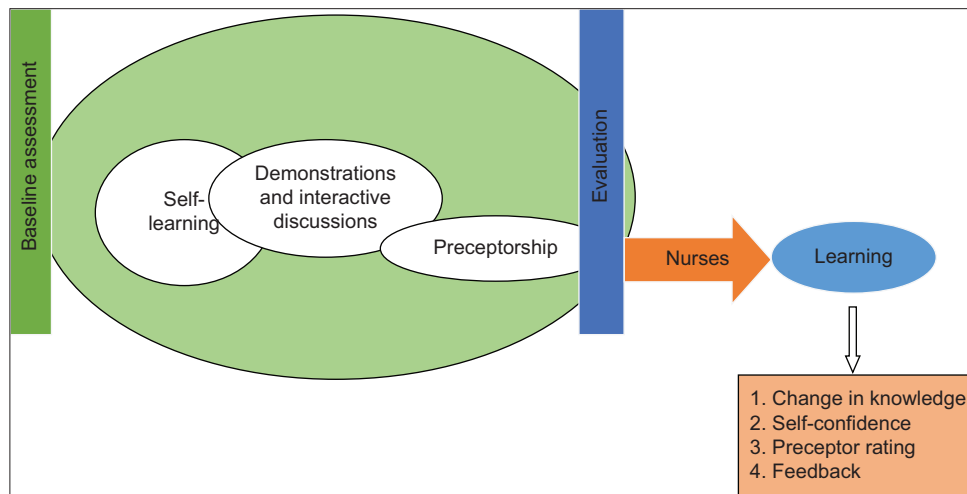 Baseline assessment
Self-
learning
Demonstrations
and interactive
discussions
Preceptorship
Evaluation
Nurses
Learning
1. Change in knowledge
2. Self-confidence
3. Preceptor rating
4. Feedback